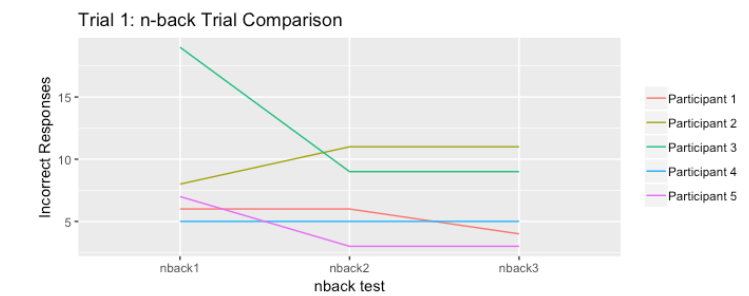 Trial 1: n-back Trial Comparison
Incorrect Responses
15
10
5
nback1 nback2 nback3
nback test
Participant 1
Participant 2
Participant 3
Participant 4
Participant 5